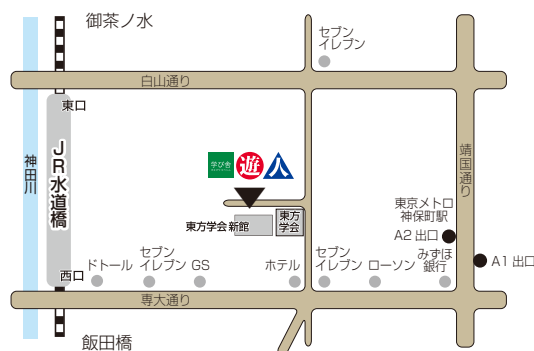 御茶ノ水
セブン
イレブン
白山通り
東口
JR水道橋
神田川
靖国通り
学び舎
遊
人
東京メトロ
神保町駅
東方学会新館
東方
学会
A2 出口
A1 出口
西口
ドトール
セブン
イレブン
GS
ホテル
セブン
イレブン
ローソン
みずほ
銀行
専大通り
飯田橋